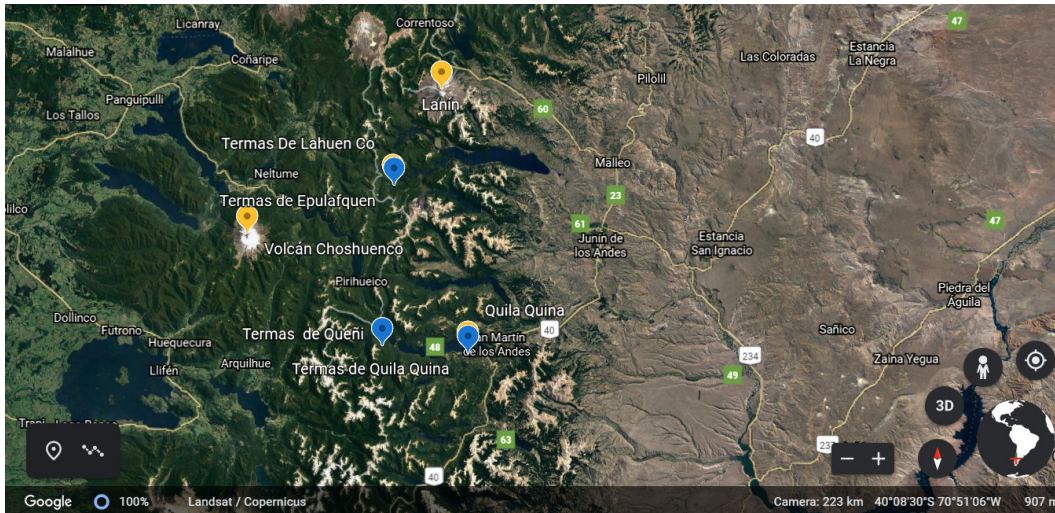 Licanray
Correntoso
47
Malalhue
Coñaripe
Las Coloradas
Estancia
La Negra
Pilolil
Panguipulli
Lanín
60
Los Tallos
40
Termas De Lahuen Co
Malleo
Neltume
23
Termas de Epulafquen
61
47
Volcán Choshuenco
Junín de
los Andes
Estancia
San Ignacio
Pirihueico
Piedra del
Águila
Dollinco
Futrono
Huequecura
Termas de Queñi
Quila Quina
48
40
de los Andes
Sañico
Zaina Yegua
234
Arquilhue
Llifén
Termas de Quila Quina
49
3D
63
40
Google
100%
Landsat / Copernicus
Camera: 223 km
40°08'30"S 70°51'06"W
907 m